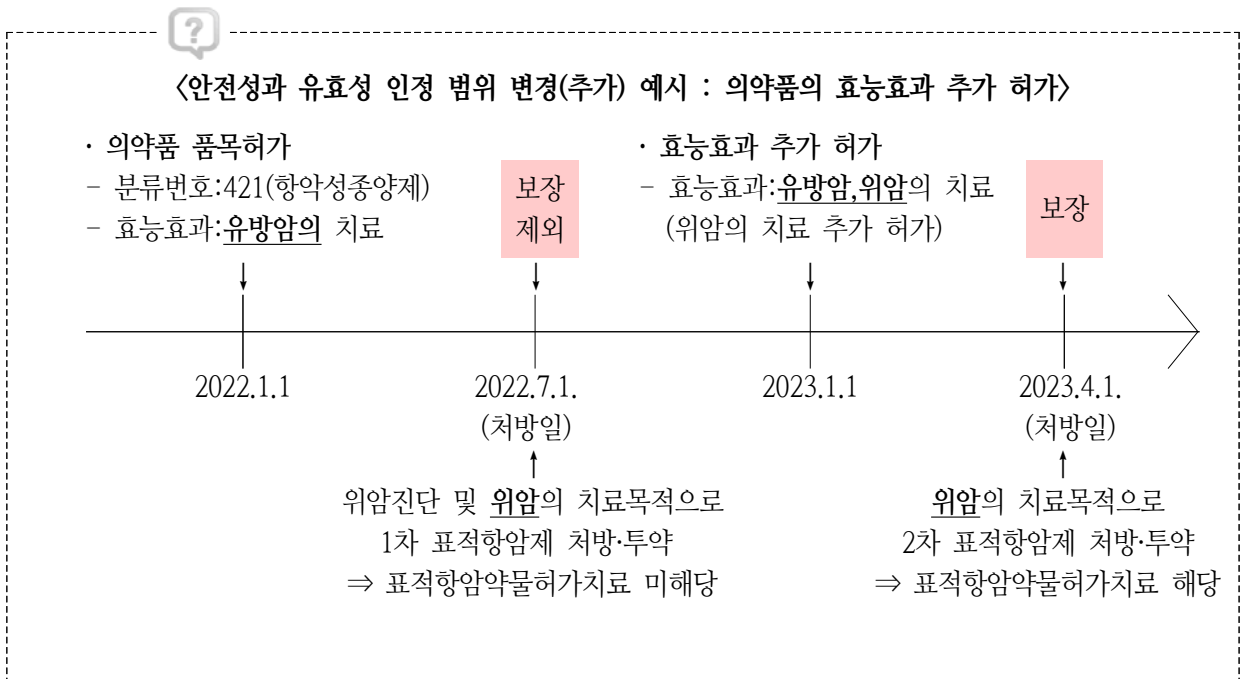 ?
〈안전성과 유효성 인정 범위 변경(추가) 예시 : 의약품의 효능효과 추가 허가〉
· 의약품 품목허가
- 분류번호:421(항악성종양제)
- 효능효과:유방암의 치료
보장
제외
· 효능효과 추가 허가
- 효능효과:유방암,위암의 치료
(위암의 치료 추가 허가)
보장
2022.1.1
2022.7.1.
(처방일)
2023.1.1
2023.4.1.
(처방일)
위암진단 및 위암의 치료목적으로
1차 표적항암제 처방·투약
⇒ 표적항암약물허가치료 미해당
위암의 치료목적으로
2차 표적항암제 처방·투약
⇒ 표적항암약물허가치료 해당